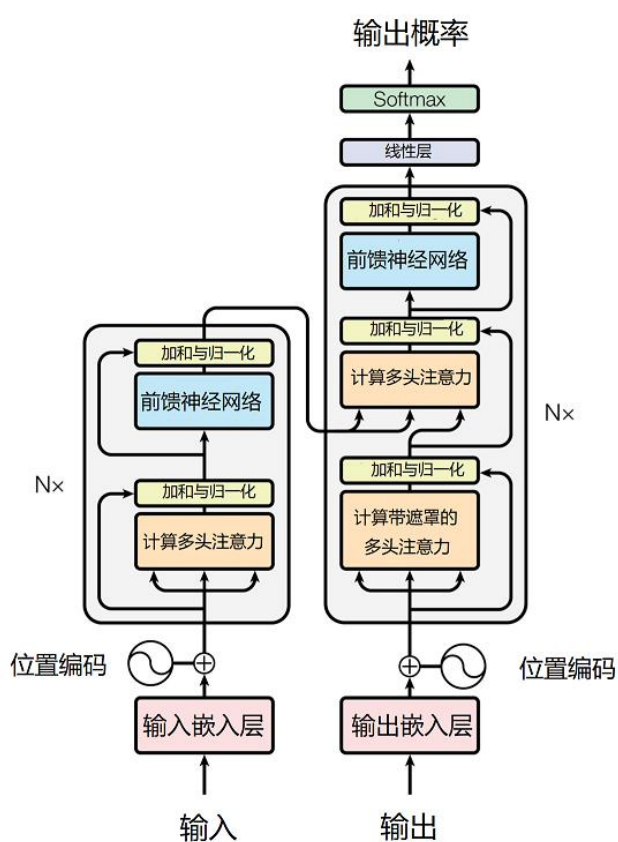 输出概率
Softmax
线性层
加和与归一化
前馈神经网络
加和与归一化
计算多头注意力
Nx
加和与归一化
计算带遮罩的
多头注意力
加和与归一化
前馈神经网络
Nx
加和与归一化
计算多头注意力
位置编码
位置编码
输入嵌入层
输出嵌入层
输入
输出